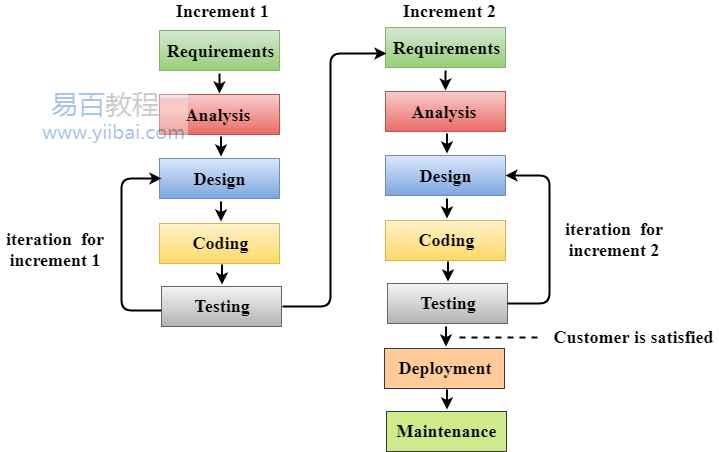 Increment 1
Increment 2
Requirements
Requirements
Analysis
Analysis
易百教程
www.yiibai.com
Design
Design
iteration for
increment 1
Coding
Coding
iteration for
increment 2
Testing
Testing
Customer is satisfied
Deployment
Maintenance